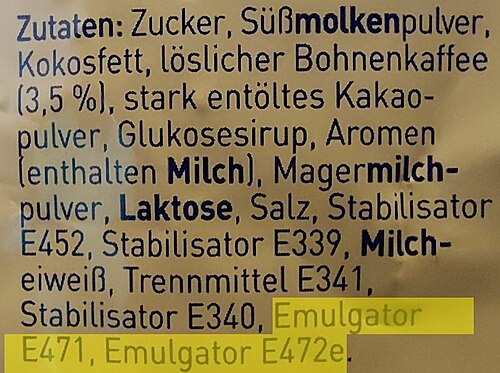 Zutaten: Zucker, Süßmolkenpulver,
Kokosfett, löslicher Bohnenkaffee
(3,5 %), stark entöltes Kakao-
pulver, Glukosesirup, Aromen
(enthalten Milch), Magermilch-
pulver, Laktose, Salz, Stabilisator
E452, Stabilisator E339, Milch-
eiweiß, Trennmittel E341,
Stabilisator E340, Emulgator
E471, Emulgator E472e.